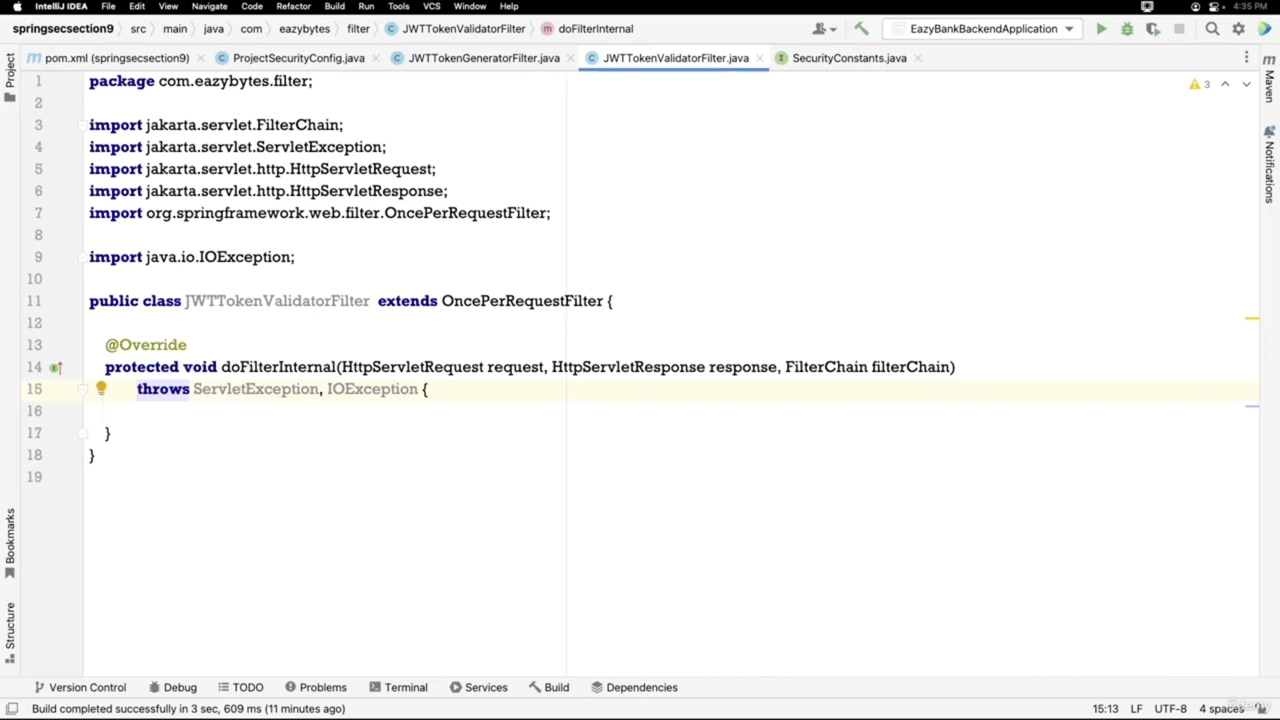 IntelliJ IDEA File Edit View Navigate Code Refactor Build Run Tools VCS Window Help 4:35 PM
springsecsection9 src main java com eazybytes filter JWTTokenValidatorFilter doFilterInternal EazyBankBackendApplication
Project pom.xml (springsecsection9) ProjectSecurityConfig.java JWTTokenGeneratorFilter.java JWTTokenValidatorFilter.java SecurityConstants.java Maven
1 package com.eazybytes.filter; 3
2
3 import jakarta.servlet.FilterChain;
4 import jakarta.servlet.ServletException;
5 import jakarta.servlet.http.HttpServletRequest;
6 import jakarta.servlet.http.HttpServletResponse;
7 import org.springframework.web.filter.OncePerRequestFilter;
8
9 import java.io.IOException;
10
11 public class JWTTokenValidatorFilter extends OncePerRequestFilter {
12
13 @Override
14 protected void doFilterInternal(HttpServletRequest request, HttpServletResponse response, FilterChain filterChain)
15 throws ServletException, IOException {
16
17 }
18 }
19
Notifications
Bookmarks
Structure
Version Control Debug TODO Problems Terminal Services Build Dependencies
Build completed successfully in 3 sec, 609 ms (11 minutes ago) 15:13 LF UTF-8 4 spaces
Udemy